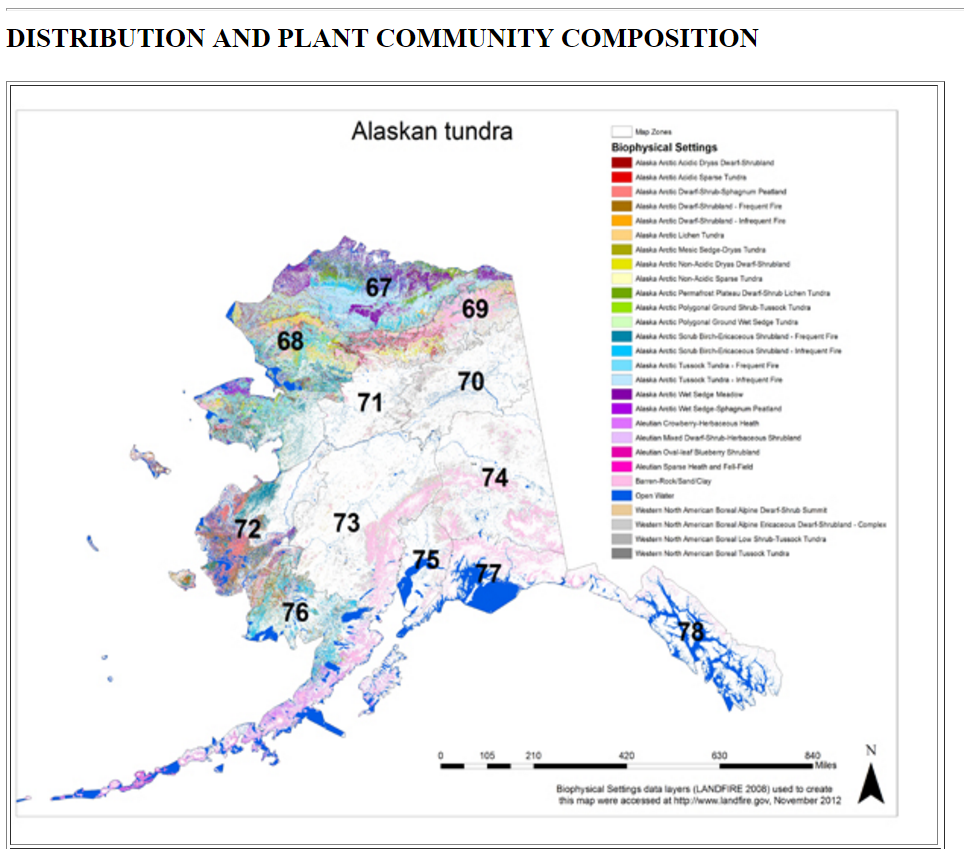 DISTRIBUTION AND PLANT COMMUNITY COMPOSITION
Alaskan tundra
Map Zones
Biophysical Settings
Alaska Arctic Acidic Dryas Dwarf-Shrubland
Alaska Arctic Acidic Sparse Tundra
Alaska Arctic Dwarf-Shrub-Sphagnum Peatland
Alaska Arctic Dwarf-Shrubland - Frequent Fire
Alaska Arctic Dwarf-Shrubland - Infrequent Fire
Alaska Arctic Lichen Tundra
Alaska Arctic Mesic Sedge-Dryas Tundra
Alaska Arctic Non-Acidic Dryas Dwarf-Shrubland
Alaska Arctic Non-Acidic Sparse Tundra
Alaska Arctic Permafrost Plateau Dwarf-Shrub Lichen Tundra
Alaska Arctic Polygonal Ground Shrub-Tussock Tundra
Alaska Arctic Polygonal Ground Wet Sedge Tundra
Alaska Arctic Scrub Birch-Ericaceous Shrubland - Frequent Fire
Alaska Arctic Scrub Birch-Ericaceous Shrubland - Infrequent Fire
Alaska Arctic Tussock Tundra - Frequent Fire
Alaska Arctic Tussock Tundra - Infrequent Fire
Alaska Arctic Wet Sedge Meadow
Alaska Arctic Wet Sedge-Sphagnum Peatland
Aleutian Crowberry-Herbaceous Heath
Aleutian Mixed Dwarf-Shrub-Herbaceous Shrubland
Aleutian Oval-leaf Blueberry Shrubland
Aleutian Sparse Heath and Fell-Field
Barren-Rock/Sand/Clay
Open Water
Western North American Boreal Alpine Dwarf-Shrub Summit
Western North American Boreal Alpine Ericaceous Dwarf-Shrubland - Complex
Western North American Boreal Low Shrub-Tussock Tundra
Western North American Boreal Tussock Tundra
67
69
68
70
71
74
72
73
75
77
76
78
0 105 210 420 630 840
Miles
N
Biophysical Settings data layers (LANDFIRE 2008) used to create
this map were accessed at http://www.landfire.gov, November 2012